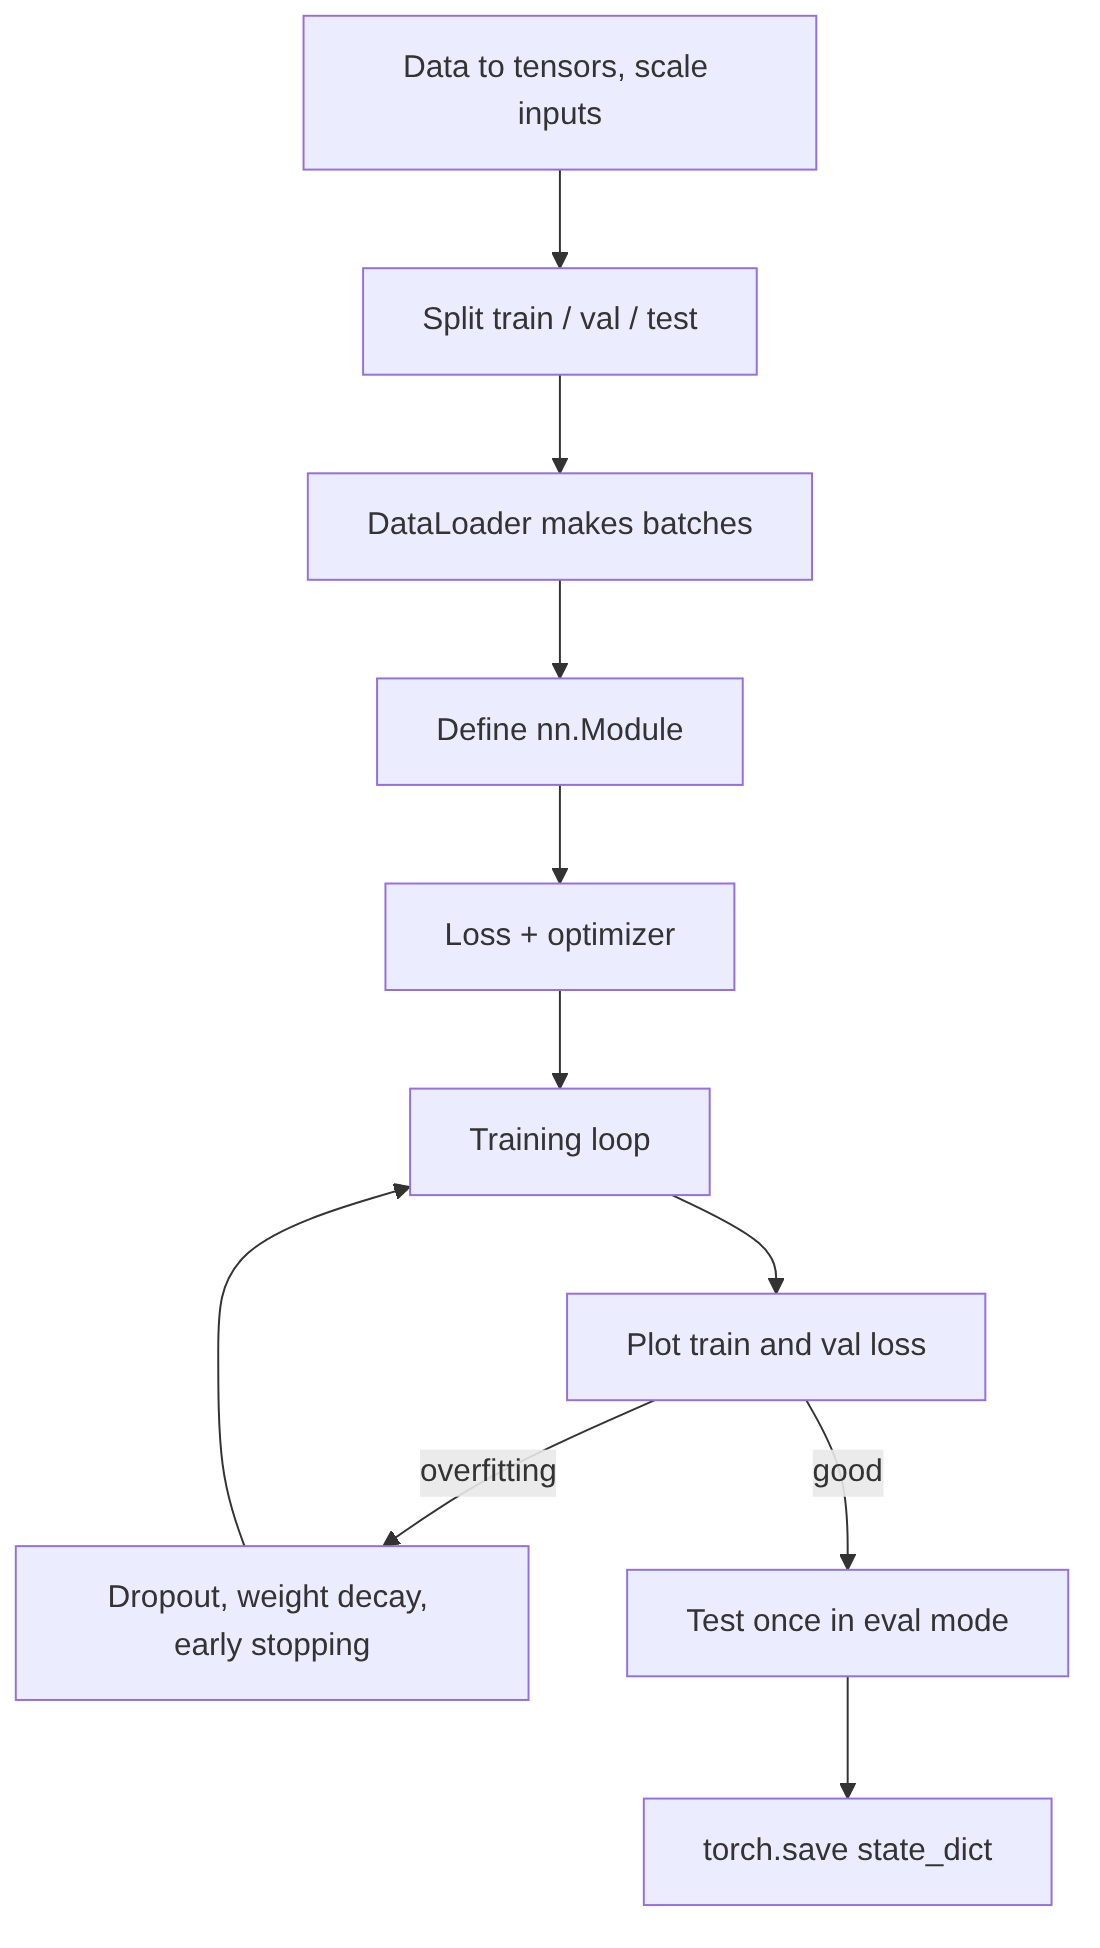 Data to tensors, scale
inputs
Split train / val / test
DataLoader makes batches
Define nn.Module
Loss + optimizer
Training loop
Plot train and val loss
overfitting
good
Dropout, weight decay,
early stopping
Test once in eval mode
torch.save state_dict